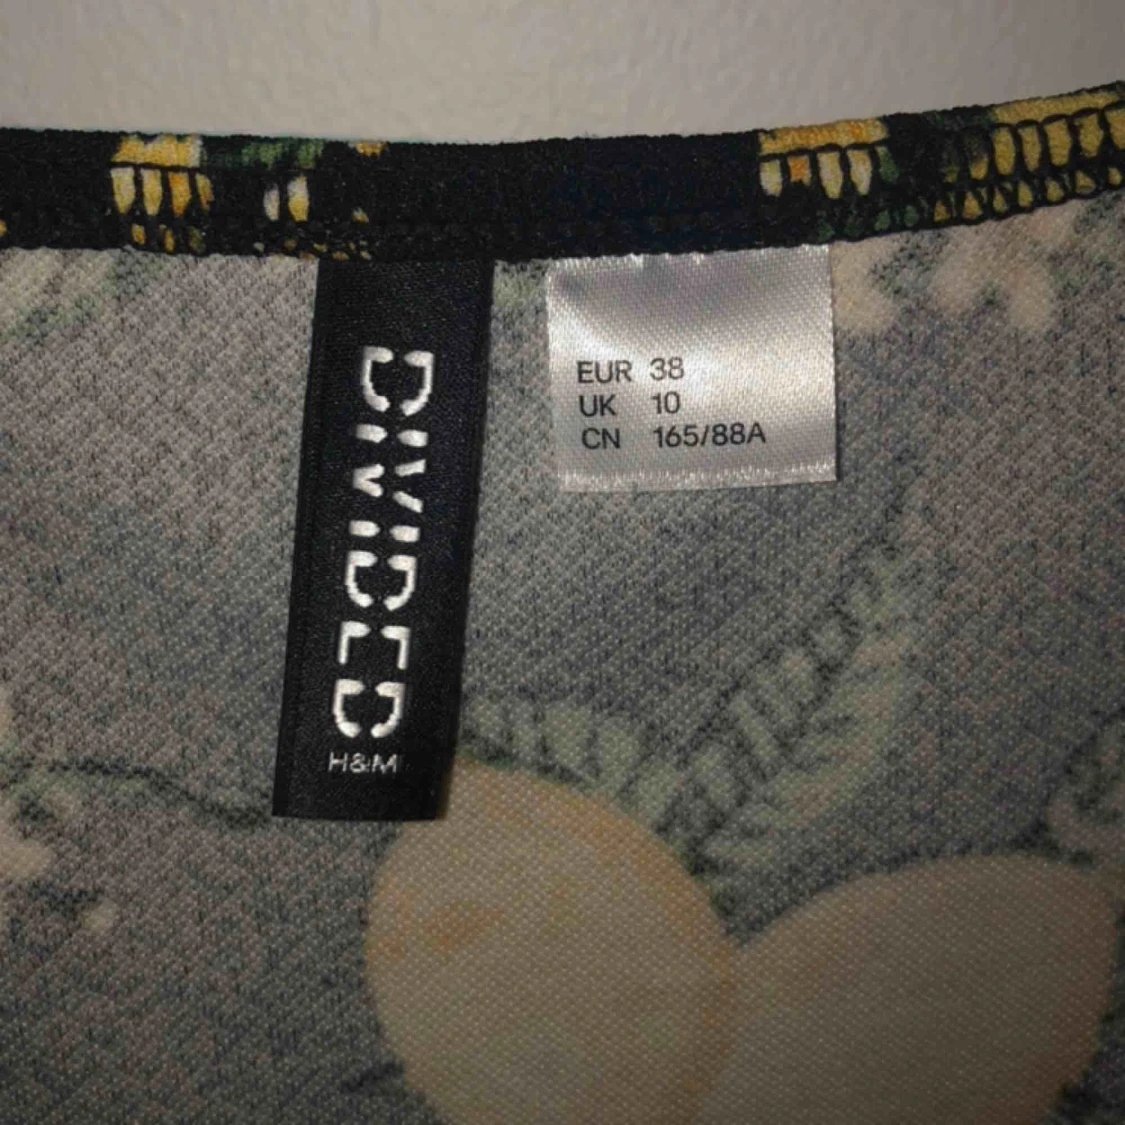 DIVIDED
H&M
EUR 38
UK 10
CN 165/88A